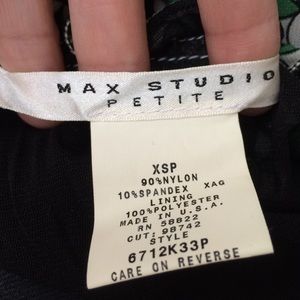 MAX STUDIO
PETITE
XSP
90%NYLON
10%SPANDEX XAG
LINING
100%POLYESTER
MADE IN U.S.A.
RN 58822
CUT: 98742
STYLE
6712K33P
CARE ON REVERSE